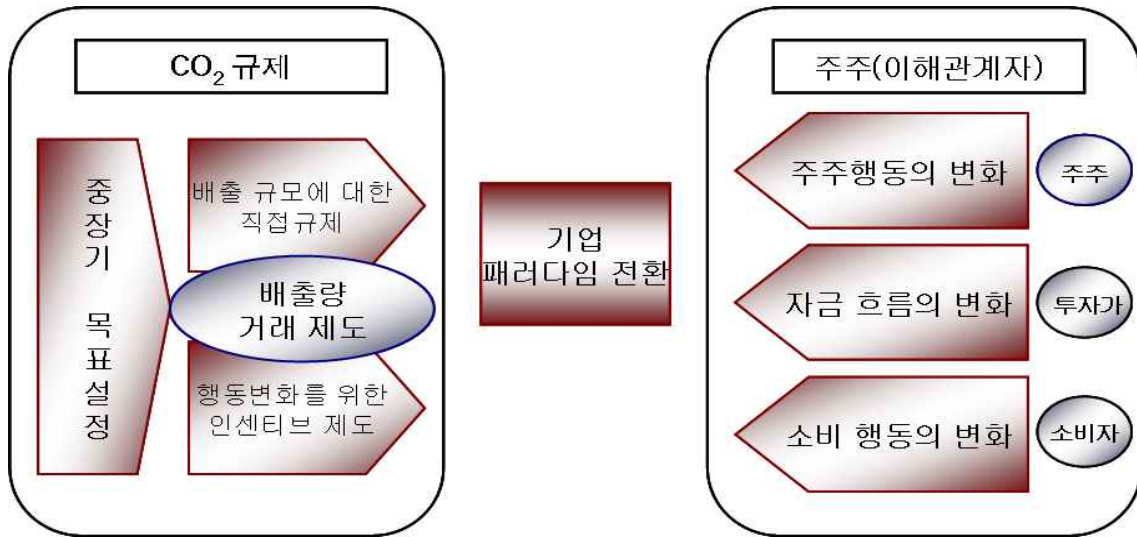 CO₂ 규제
중장기 목표설정
배출 규모에 대한
직접규제
배출량
거래 제도
행동변화를 위한
인센티브 제도
기업
패러다임 전환
주주(이해관계자)
주주행동의 변화
주주
자금 흐름의 변화
투자가
소비 행동의 변화
소비자